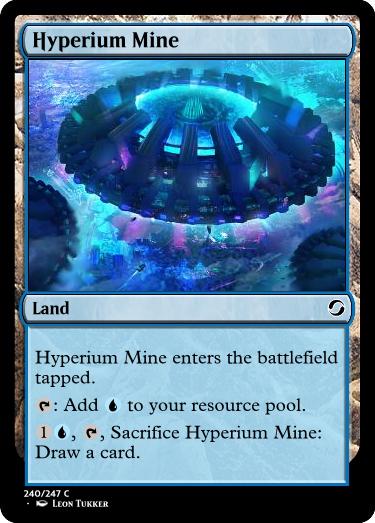 Hyperium Mine
Land
Hyperium Mine enters the battlefield
tapped.
: Add to your resource pool.
1 , , Sacrifice Hyperium Mine:
Draw a card.
240/247 C
· Leon Tukker